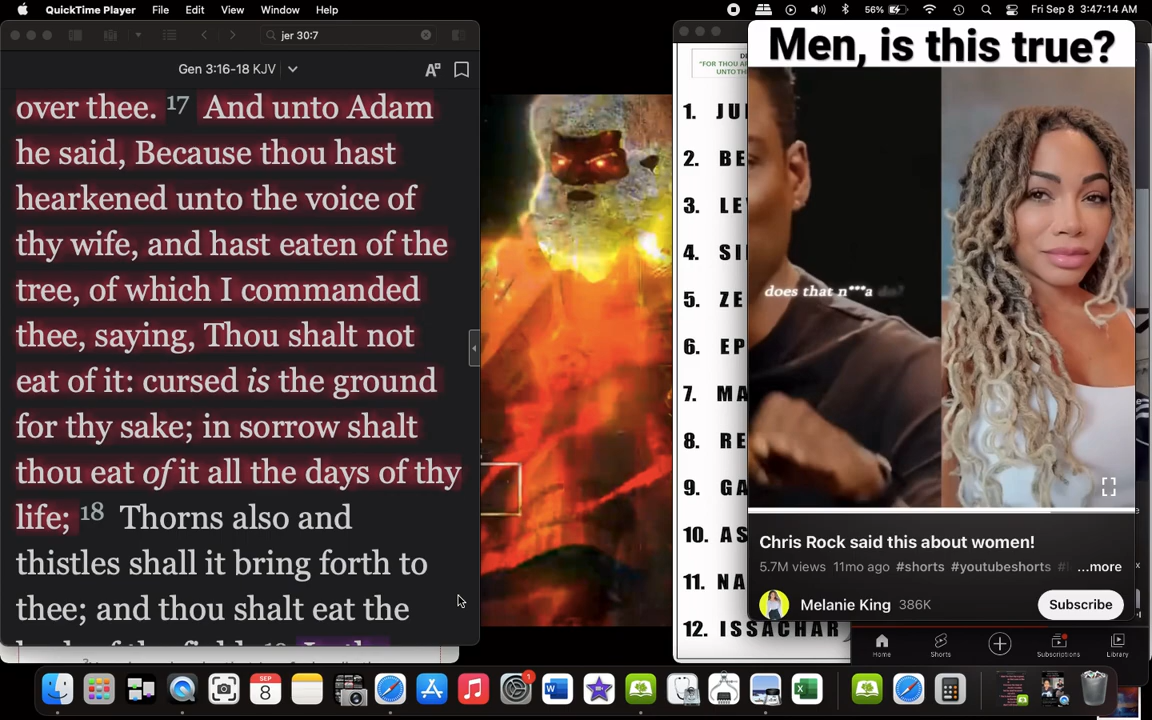 QuickTime Player File Edit View Window Help
56% Fri Sep 8 3:47:14 AM
jer 30:7
Gen 3:16-18 KJV
over thee. 17 And unto Adam
he said, Because thou hast
hearkened unto the voice of
thy wife, and hast eaten of the
tree, of which I commanded
thee, saying, Thou shalt not
eat of it: cursed is the ground
for thy sake; in sorrow shalt
thou eat of it all the days of thy
life; 18 Thorns also and
thistles shall it bring forth to
thee; and thou shalt eat the
1. JU
2. BE
3. LE
4. SI
5. ZE
6. EP
7. MA
8. RE
9. GA
10. AS
11. NA
12. ISSACHAR
Men, is this true?
does that n***a do?
Chris Rock said this about women!
5.7M views 11mo ago #shorts #youtubeshorts # ...more
Melanie King 386K
Subscribe
Home Shorts Subscriptions Library
SEP
8
1